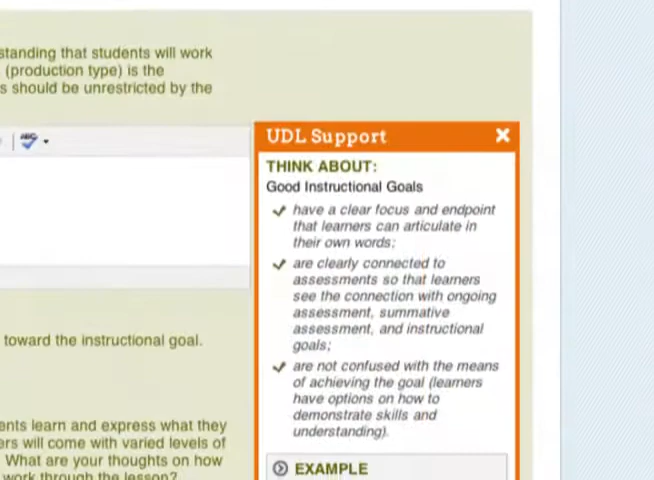 standing that students will work
(production type) is the
s should be unrestricted by the
ABC
UDL Support
THINK ABOUT:
Good Instructional Goals
have a clear focus and endpoint
that learners can articulate in
their own words;
are clearly connected to
assessments so that learners
see the connection with ongoing
assessment, summative
assessment, and instructional
goals;
are not confused with the means
of achieving the goal (learners
have options on how to
demonstrate skills and
understanding).
EXAMPLE
toward the instructional goal.
ents learn and express what they
ers will come with varied levels of
What are your thoughts on how
work through the lesson?